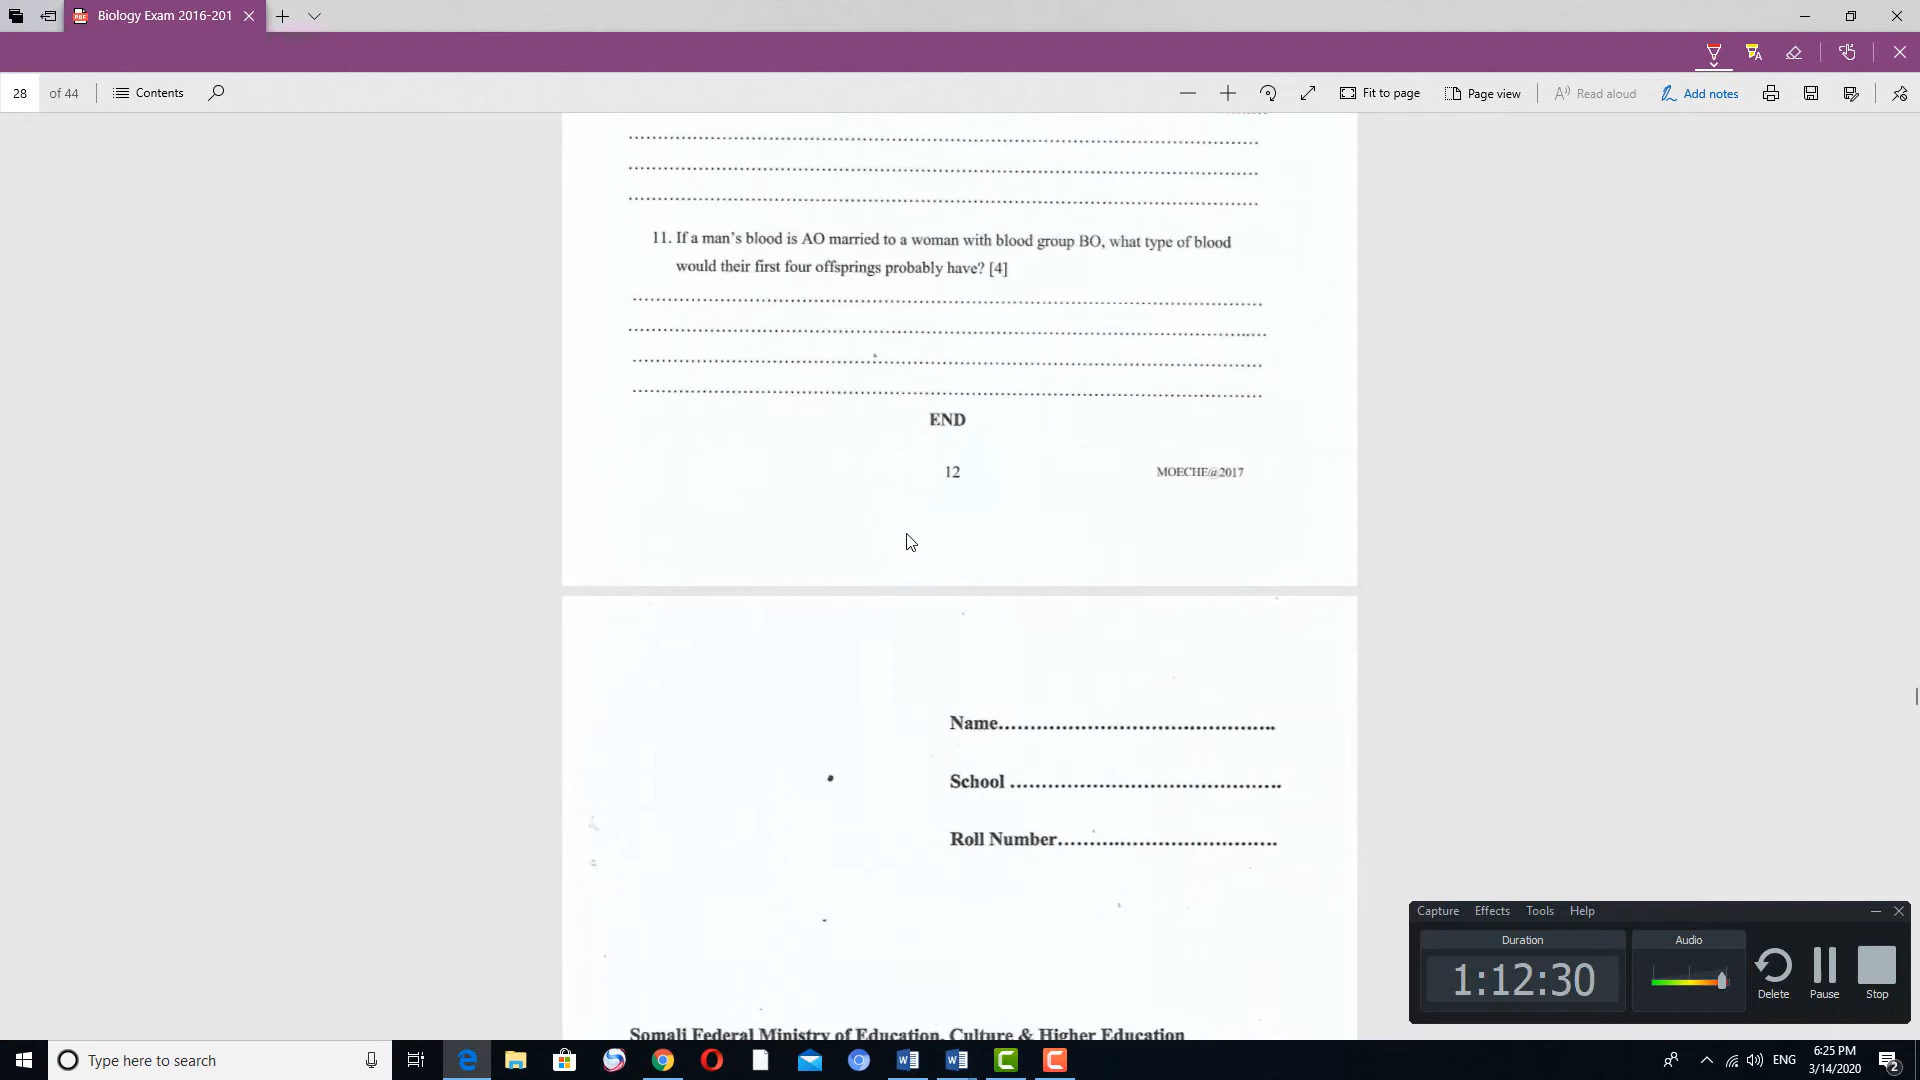 Biology Exam 2016-201
28 of 44 Contents Fit to page Page view Read aloud Add notes
11. If a man's blood is AO married to a woman with blood group BO, what type of blood
would their first four offsprings probably have? [4]
END
12 MOECHE@2017
Name
School
Roll Number
Somali Federal Ministry of Education, Culture & Higher Education
Capture Effects Tools Help
Duration Audio
1:12:30
Delete Pause Stop
Type here to search
ENG
6:25 PM
3/14/2020
2